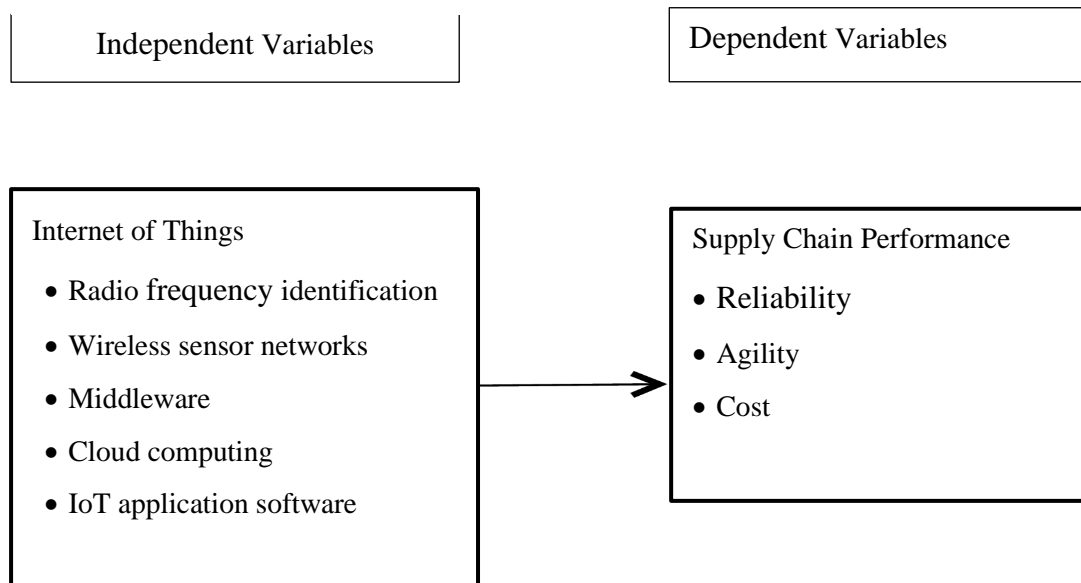 Independent Variables
Dependent Variables
Internet of Things
• Radio frequency identification
• Wireless sensor networks
• Middleware
• Cloud computing
• IoT application software
Supply Chain Performance
• Reliability
• Agility
• Cost